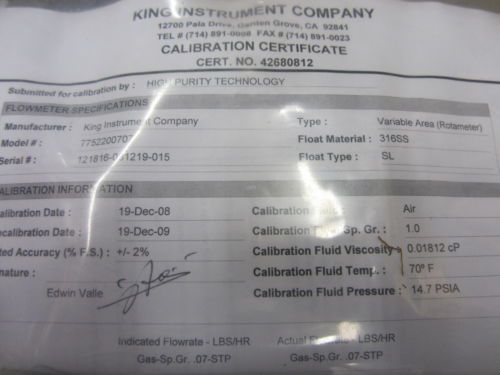 KING INSTRUMENT COMPANY
12700 Pala Drive, Garden Grove, CA 92841
TEL # (714) 891-0008 FAX # (714) 891-0023
CALIBRATION CERTIFICATE
CERT. NO. 42680812
Submitted for calibration by : HIGH PURITY TECHNOLOGY
FLOWMETER SPECIFICATIONS
Manufacturer : King Instrument Company Type : Variable Area (Rotameter)
Model # : Float Material : 316SS
Serial # : Float Type : SL
CALIBRATION INFORMATION
Calibration Date : 19-Dec-08 Calibration Air
19-Dec-09 Calibration Sp. Gr. : 1.0
Accuracy (% F.S.) : +/- 2% Calibration Fluid Viscosity : 0.01812 cP
Calibration Fluid Temp. : 70º F
Edwin Valle Calibration Fluid Pressure : 14.7 PSIA
Indicated Flowrate - LBS/HR Actual Flowrate - LBS/HR
Gas-Sp.Gr. .07-STP Gas-Sp.Gr. .07-STP